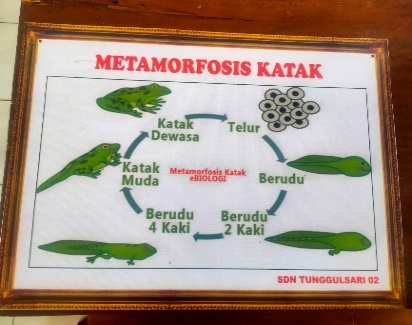 METAMORFOSIS KATAK
Katak
Dewasa
Telur
Berudu
Berudu
2 Kaki
Berudu
4 Kaki
Katak
Muda
Metamorfosis Katak
eBIOLOGI
SDN TUNGGULSARI 02